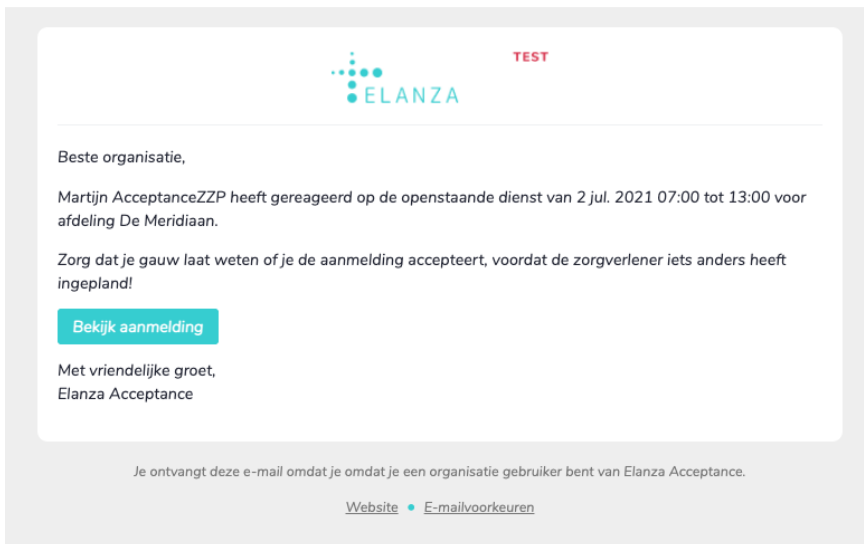 TEST
ELANZA
Beste organisatie,
Martijn AcceptanceZZP heeft gereageerd op de openstaande dienst van 2 jul. 2021 07:00 tot 13:00 voor
afdeling De Meridiaan.
Zorg dat je gauw laat weten of je de aanmelding accepteert, voordat de zorgverlener iets anders heeft
ingepland!
Bekijk aanmelding
Met vriendelijke groet,
Elanza Acceptance
Je ontvangt deze e-mail omdat je omdat je een organisatie gebruiker bent van Elanza Acceptance.
Website • E-mailvoorkeuren